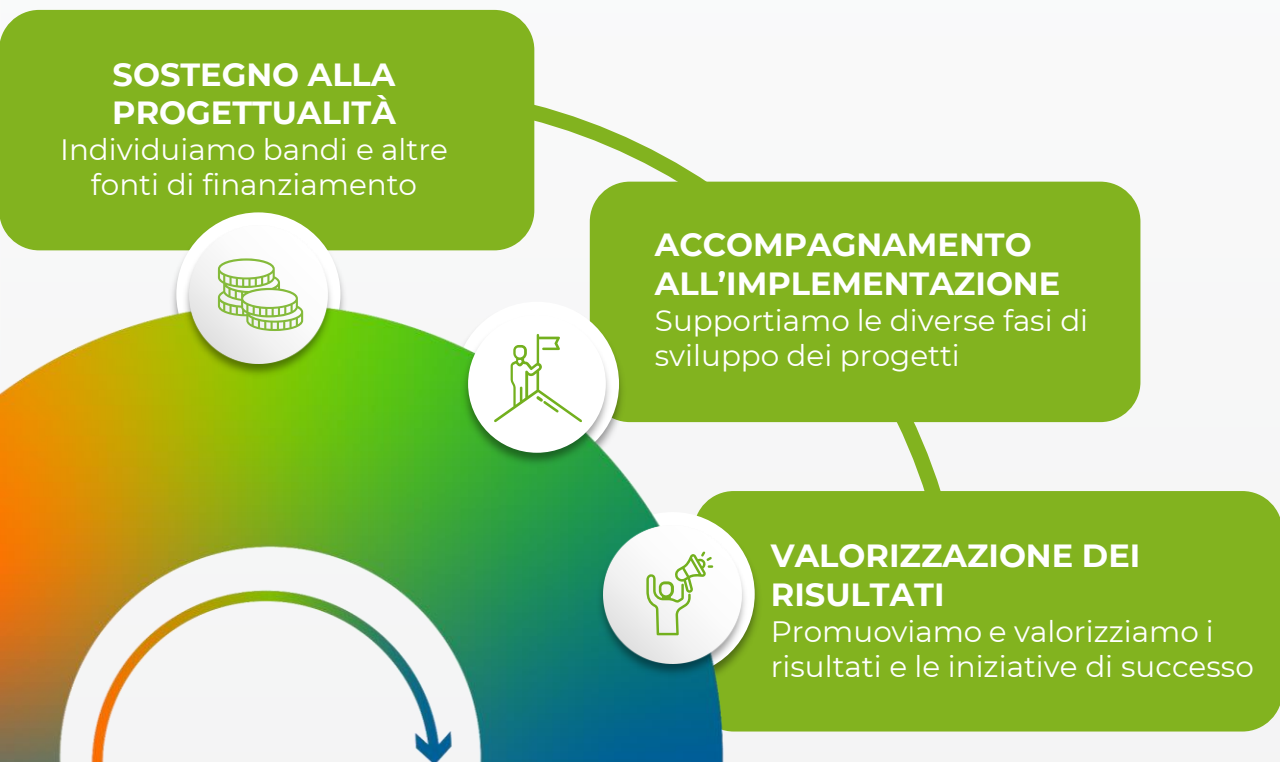 SOSTEGNO ALLA
PROGETTUALITÀ
Individuiamo bandi e altre
fonti di finanziamento
ACCOMPAGNAMENTO
ALL’IMPLEMENTAZIONE
Supportiamo le diverse fasi di
sviluppo dei progetti
VALORIZZAZIONE DEI
RISULTATI
Promuoviamo e valorizziamo i
risultati e le iniziative di successo